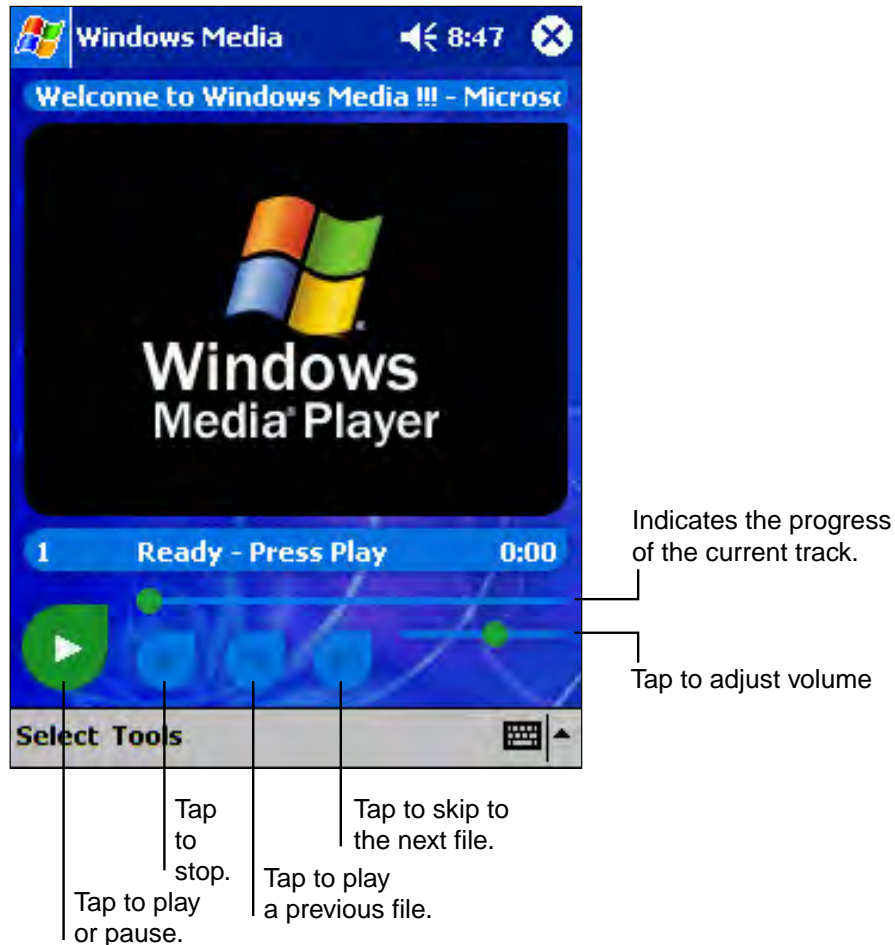 Windows Media 8:47
Welcome to Windows Media !!! - Microsc
Windows
Media® Player
1 Ready - Press Play 0:00
Indicates the progress
of the current track.
Tap to adjust volume
Select Tools
Tap
to
stop.
Tap to skip to
the next file.
Tap to play
a previous file.
Tap to play
or pause.